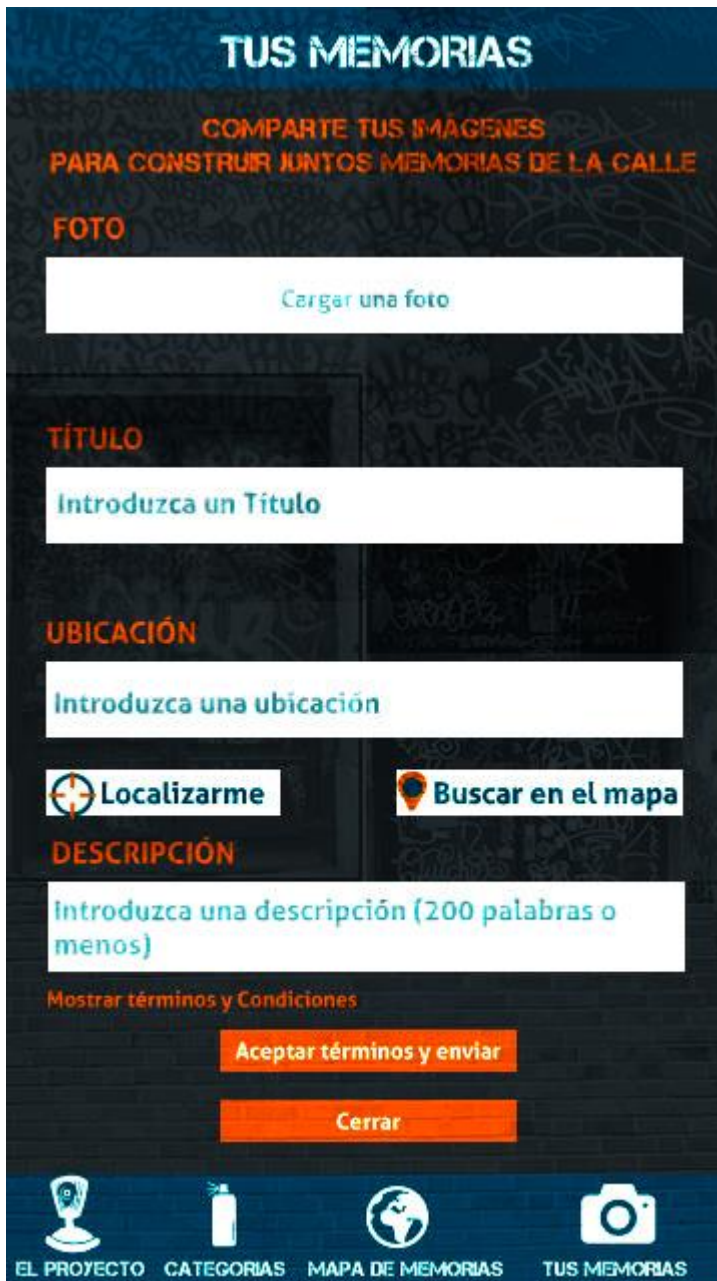 TUS MEMORIAS
COMPARTE TUS IMÁGENES
PARA CONSTRUIR JUNTOS MEMORIAS DE LA CALLE
FOTO
Cargar una foto
TÍTULO
Introduzca un Título
UBICACIÓN
Introduzca una ubicación
Localizarme
Buscar en el mapa
DESCRIPCIÓN
Introduzca una descripción (200 palabras o
menos)
Mostrar términos y Condiciones
Aceptar términos y enviar
Cerrar
EL PROYECTO
CATEGORIAS
MAPA DE MEMORIAS
TUS MEMORIAS